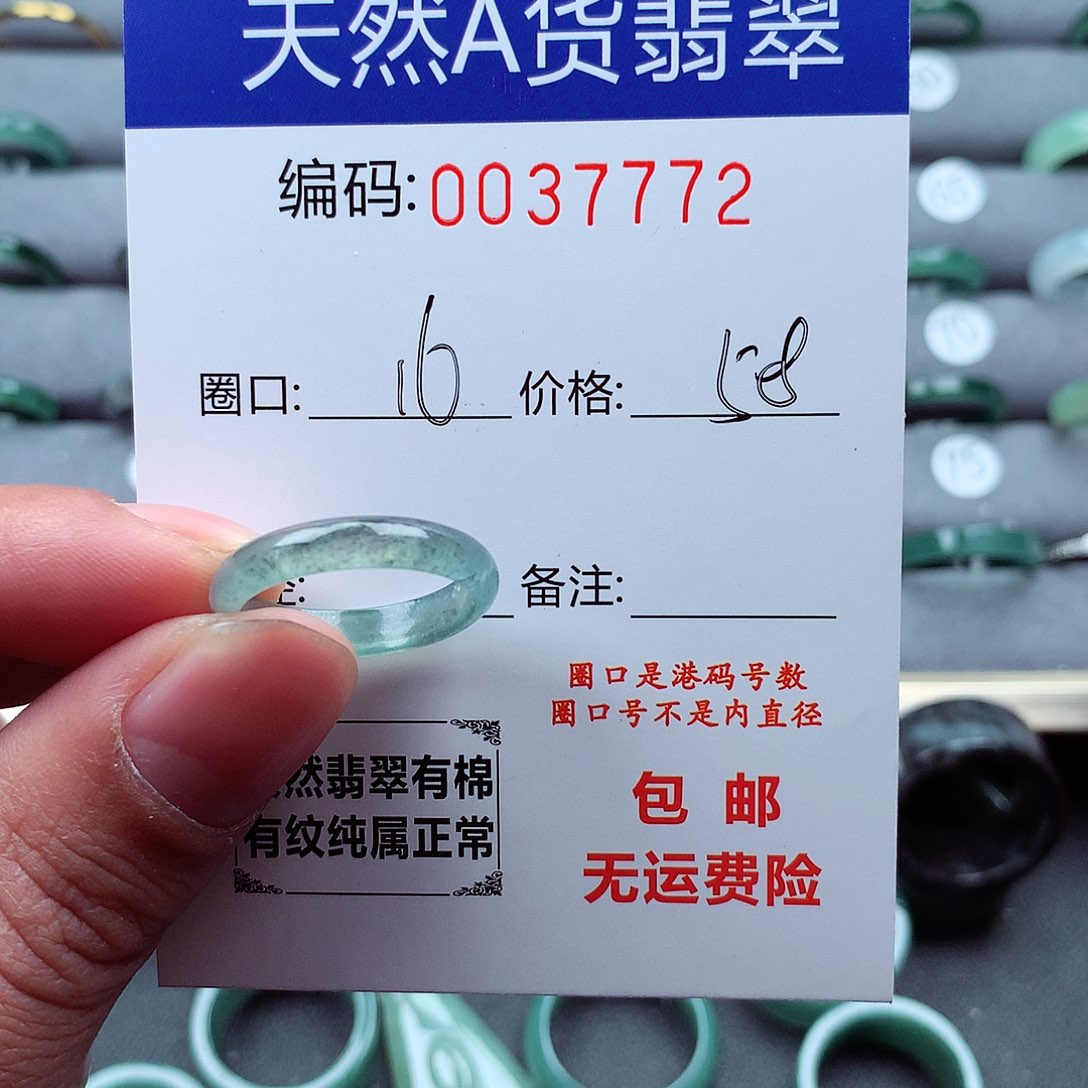 天然A货翡翠
编码:0037772
圈口: 16 价格: 58
备注:
圈口是港码号数
圈口号不是内直径
然翡翠有棉
有纹纯属正常
包 邮
无运费险
10
15